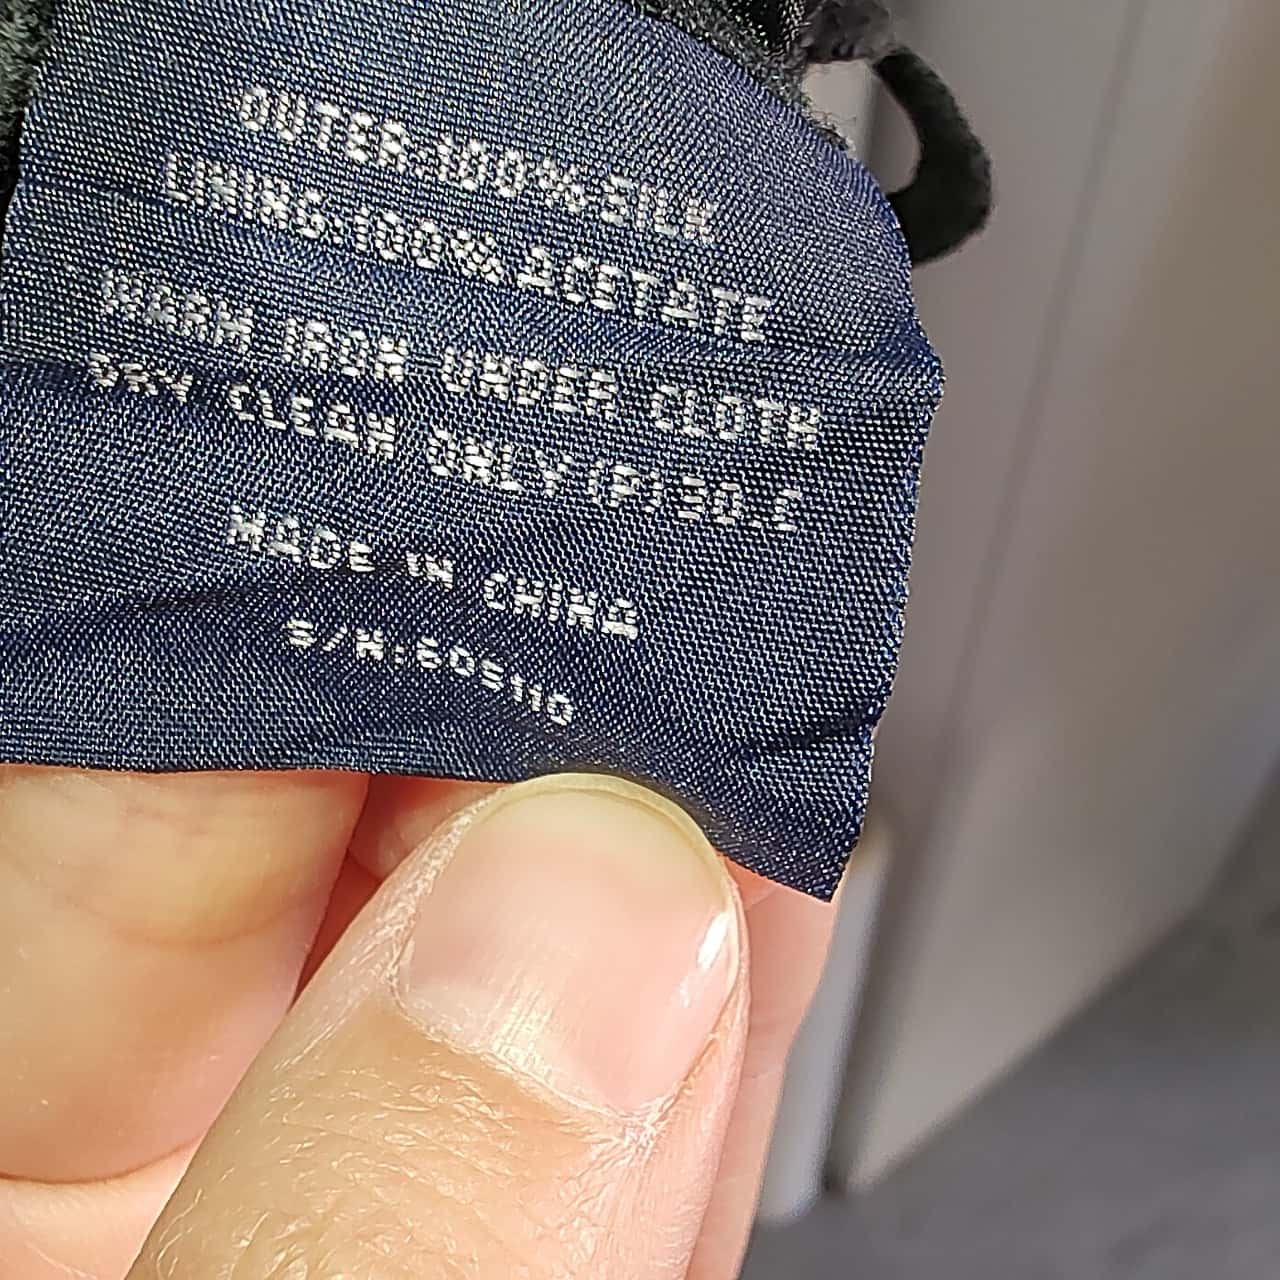 OUTER:100% SILK
LINING:100% ACETATE
WARM IRON UNDER CLOTH
DRY CLEAN ONLY (P) 30.C
MADE IN CHINA
S/N:605110